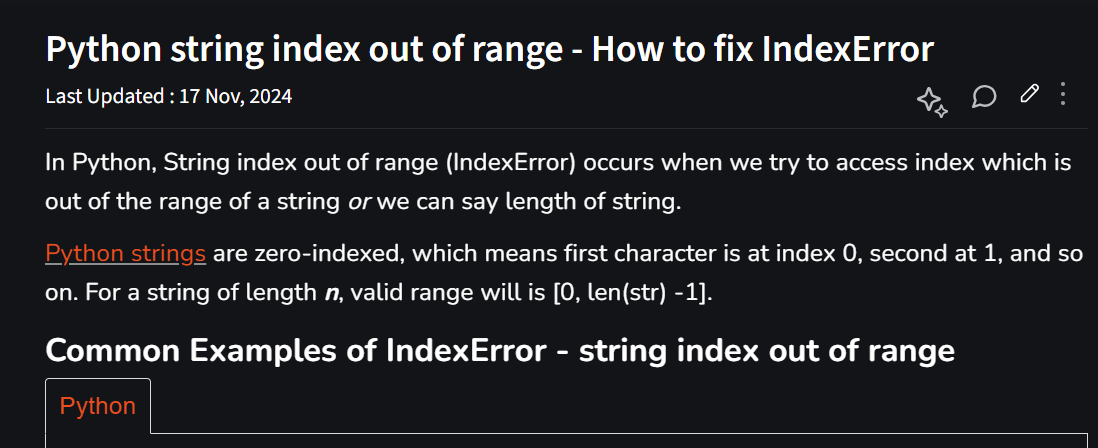 Python string index out of range - How to fix IndexError
Last Updated : 17 Nov, 2024
In Python, String index out of range (IndexError) occurs when we try to access index which is
out of the range of a string or we can say length of string.
Python strings are zero-indexed, which means first character is at index 0, second at 1, and so
on. For a string of length n, valid range will is [0, len(str) -1].
Common Examples of IndexError - string index out of range
Python